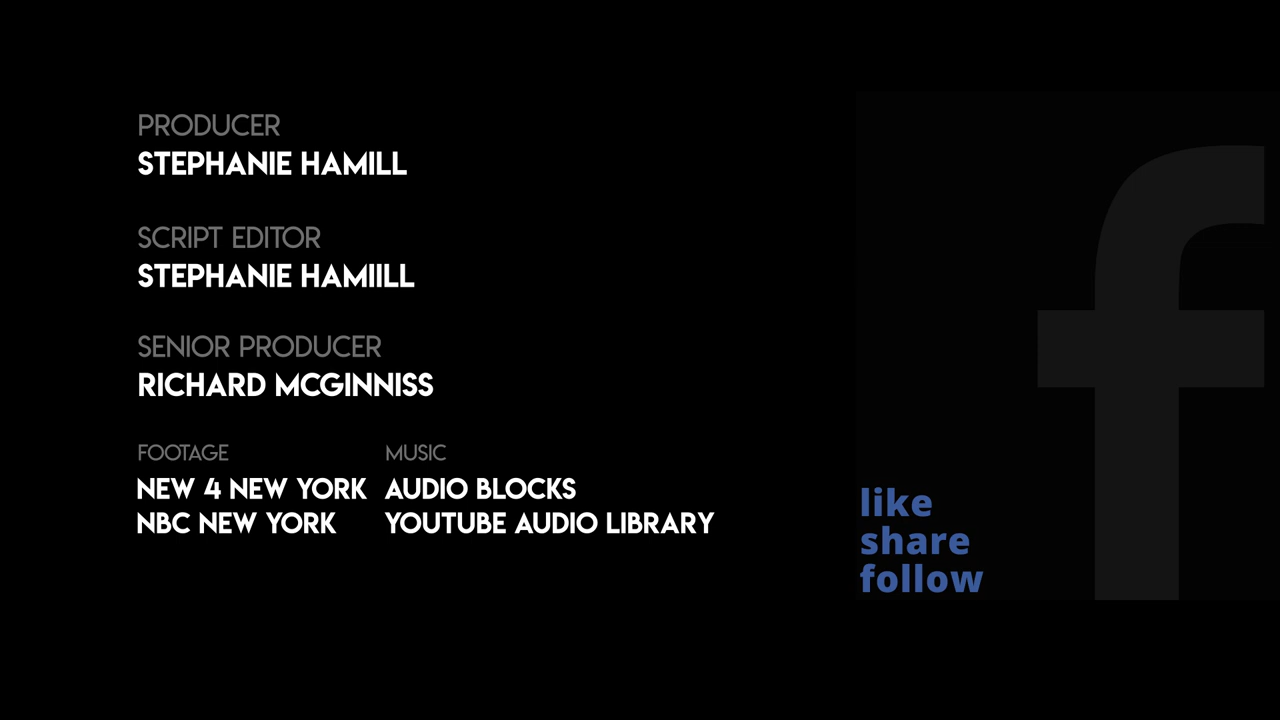 PRODUCER
STEPHANIE HAMILL
SCRIPT EDITOR
STEPHANIE HAMIILL
SENIOR PRODUCER
RICHARD MCGINNISS
FOOTAGE
NEW 4 NEW YORK
NBC NEW YORK
MUSIC
AUDIO BLOCKS
YOUTUBE AUDIO LIBRARY
f
like
share
follow